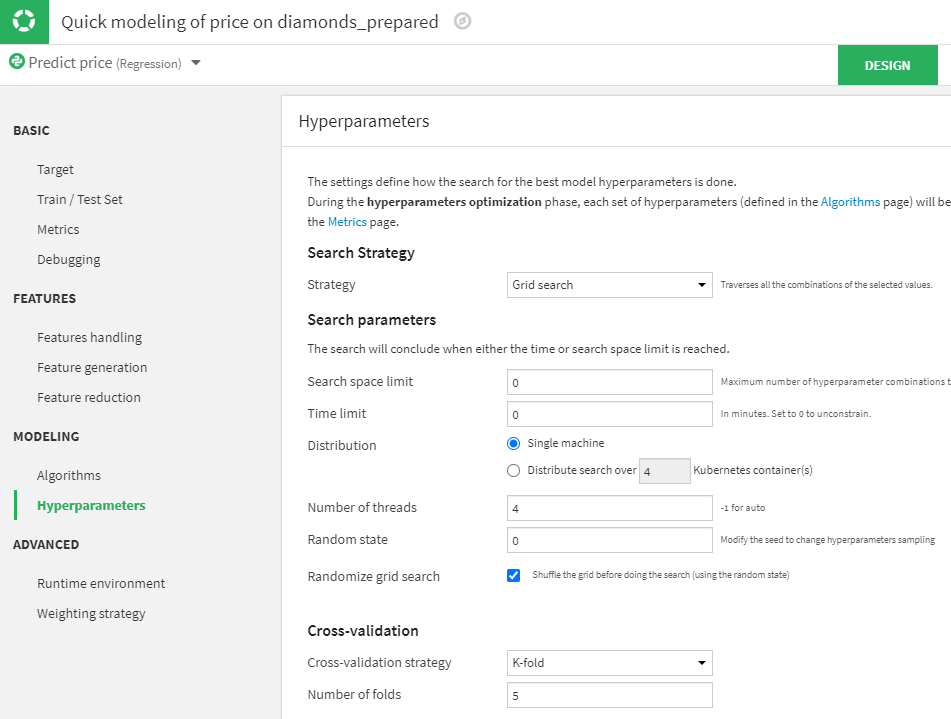 Quick modeling of price on diamonds_prepared
Predict price (Regression)
DESIGN
BASIC
Target
Train / Test Set
Metrics
Debugging
FEATURES
Features handling
Feature generation
Feature reduction
MODELING
Algorithms
Hyperparameters
ADVANCED
Runtime environment
Weighting strategy
Hyperparameters
The settings define how the search for the best model hyperparameters is done.
During the hyperparameters optimization phase, each set of hyperparameters (defined in the Algorithms page) will be
the Metrics page.
Search Strategy
Strategy Grid search Traverses all the combinations of the selected values.
Search parameters
The search will conclude when either the time or search space limit is reached.
Search space limit 0 Maximum number of hyperparameter combinations t
Time limit 0 In minutes. Set to 0 to unconstrain.
Distribution Single machine
Distribute search over 4 Kubernetes container(s)
Number of threads 4 -1 for auto
Random state 0 Modify the seed to change hyperparameters sampling
Randomize grid search Shuffle the grid before doing the search (using the random state)
Cross-validation
Cross-validation strategy K-fold
Number of folds 5